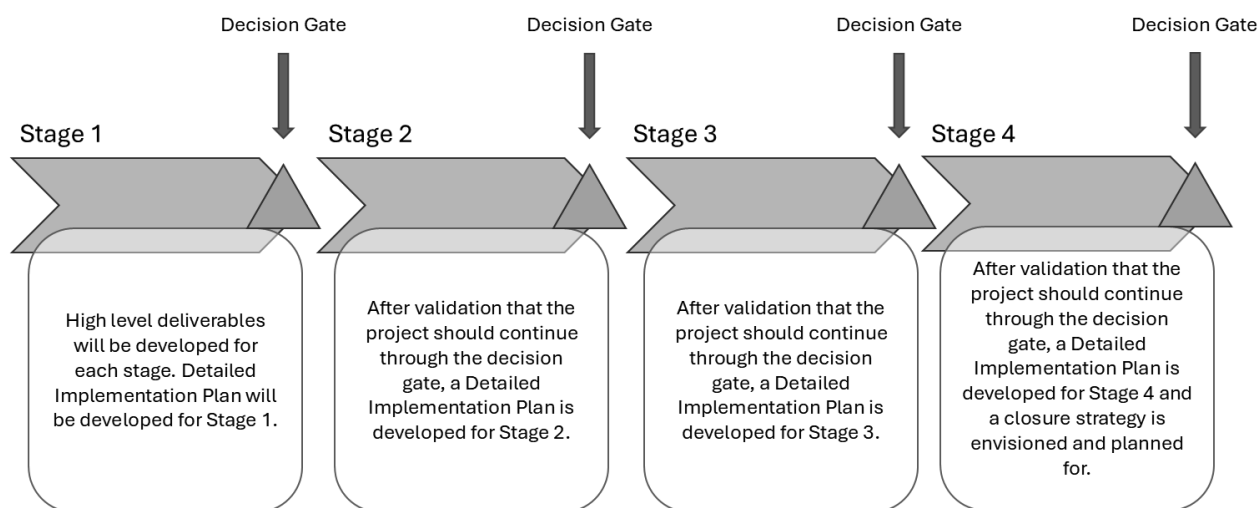 Decision Gate
Decision Gate
Decision Gate
Decision Gate
Stage 1
Stage 2
Stage 3
Stage 4
High level deliverables
will be developed for
each stage. Detailed
Implementation Plan will
be developed for Stage 1.
After validation that the
project should continue
through the decision
gate, a Detailed
Implementation Plan is
developed for Stage 2.
After validation that the
project should continue
through the decision
gate, a Detailed
Implementation Plan is
developed for Stage 3.
After validation that the
project should continue
through the decision
gate, a Detailed
Implementation Plan is
developed for Stage 4 and
a closure strategy is
envisioned and planned
for.